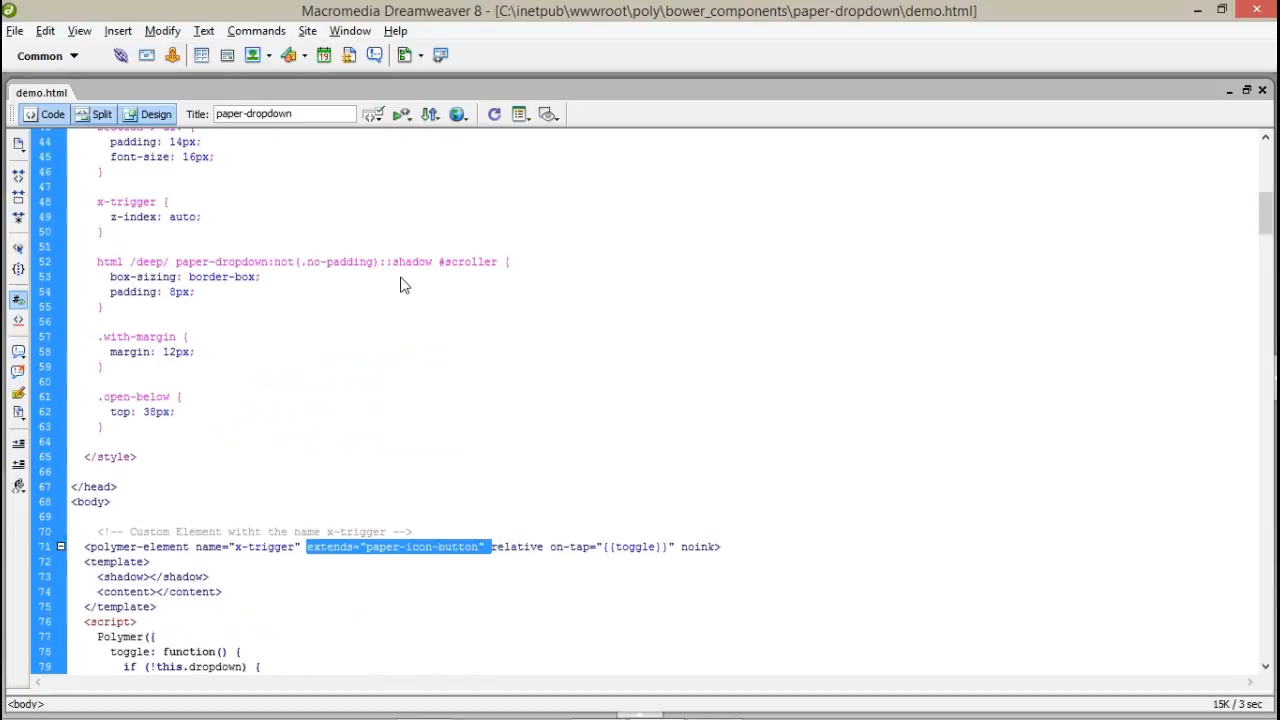 Macromedia Dreamweaver 8 - [C:\inetpub\wwwroot\poly\bower_components\paper-dropdown\demo.html]
File Edit View Insert Modify Text Commands Site Window Help
Common
demo.html
Code Split Design Title: paper-dropdown
44 padding: 14px;
45 font-size: 16px;
46 }
47
48 x-trigger {
49 z-index: auto;
50 }
51
52 html /deep/ paper-dropdown:not(.no-padding)::shadow #scroller {
53 box-sizing: border-box;
54 padding: 8px;
55 }
56
57 .with-margin {
58 margin: 12px;
59 }
60
61 .open-below {
62 top: 38px;
63 }
64
65 </style>
66
67 </head>
68 <body>
69
70 <!-- Custom Element witht the name x-trigger -->
71 <polymer-element name="x-trigger" extends="paper-icon-button" relative on-tap="{{toggle}}" noink>
72 <template>
73 <shadow></shadow>
74 <content></content>
75 </template>
76 <script>
77 Polymer({
78 toggle: function() {
79 if (!this.dropdown) {
<body> 15K / 3 sec